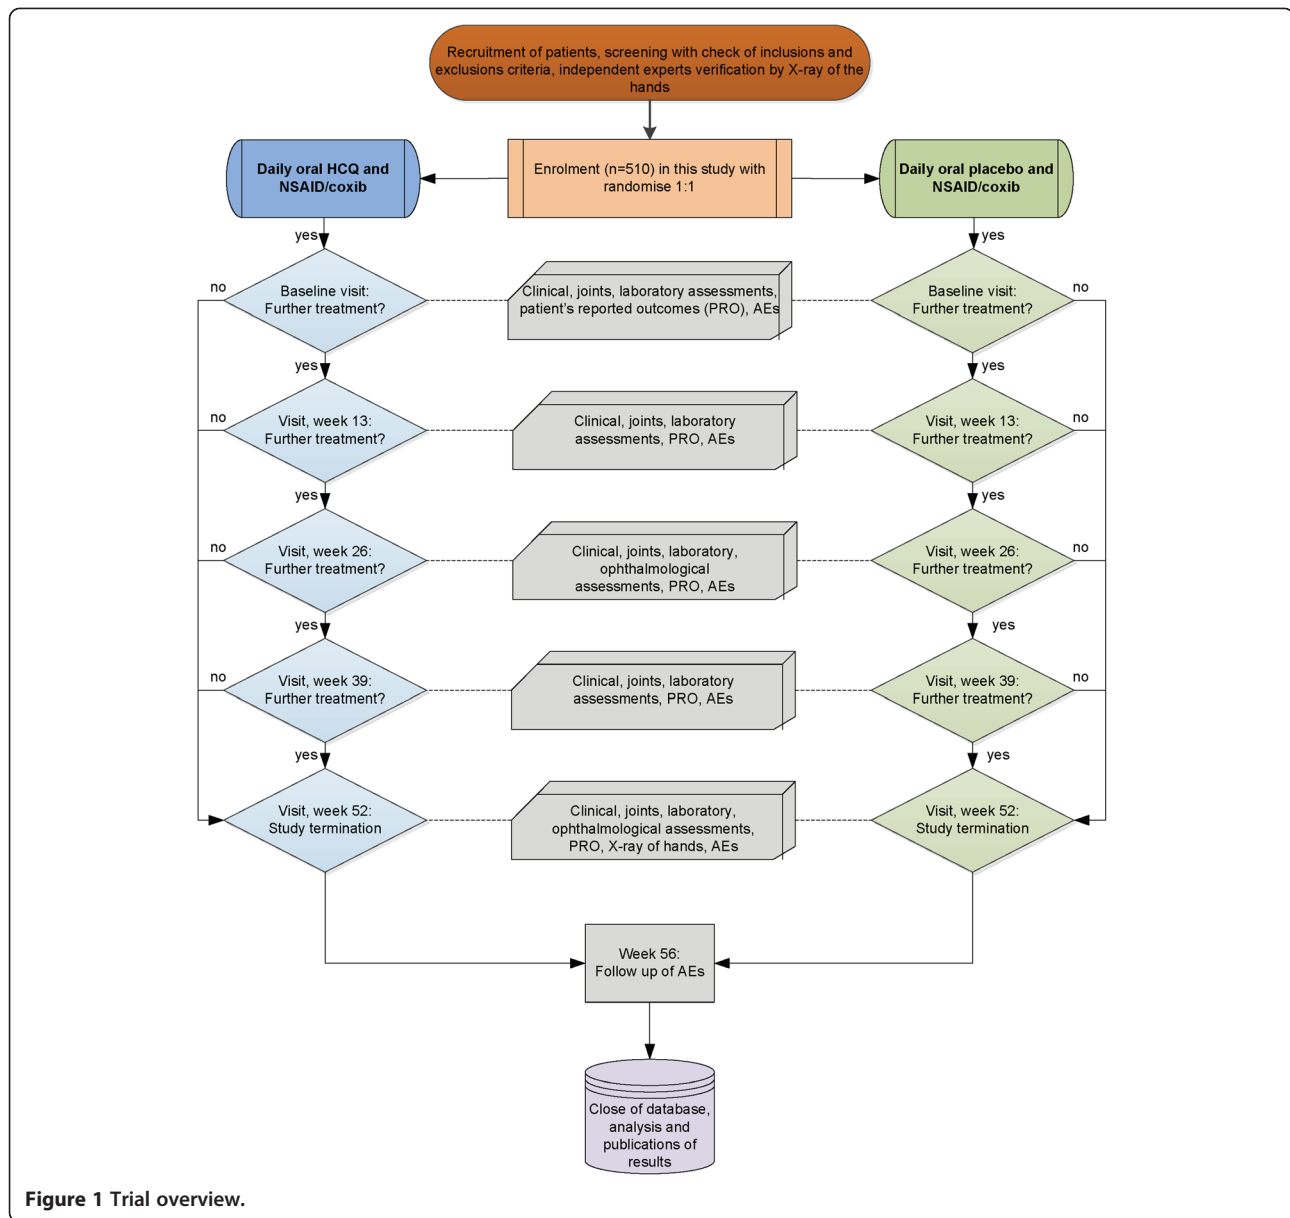 Recruitment of patients, screening with check of inclusions and
exclusions criteria, independent experts verification by X-ray of the
hands
Daily oral HCQ and
NSAID/coxib
Enrolment (n=510) in this study with
randomise 1:1
Daily oral placebo and
NSAID/coxib
yes
yes
no
Baseline visit:
Further treatment?
Clinical, joints, laboratory assessments,
patient's reported outcomes (PRO), AEs
Baseline visit:
Further treatment?
no
yes
yes
no
Visit, week 13:
Further treatment?
Clinical, joints, laboratory
assessments, PRO, AEs
Visit, week 13:
Further treatment?
no
yes
yes
no
Visit, week 26:
Further treatment?
Clinical, joints, laboratory,
ophthalmological
assessments, PRO, AEs
Visit, week 26:
Further treatment?
no
yes
yes
no
Visit, week 39:
Further treatment?
Clinical, joints, laboratory
assessments, PRO, AEs
Visit, week 39:
Further treatment?
no
yes
yes
Visit, week 52:
Study termination
Clinical, joints, laboratory,
ophthalmological assessments,
PRO, X-ray of hands, AEs
Visit, week 52:
Study termination
Week 56:
Follow up of AEs
Close of database,
analysis and
publications of
results
Figure 1 Trial overview.